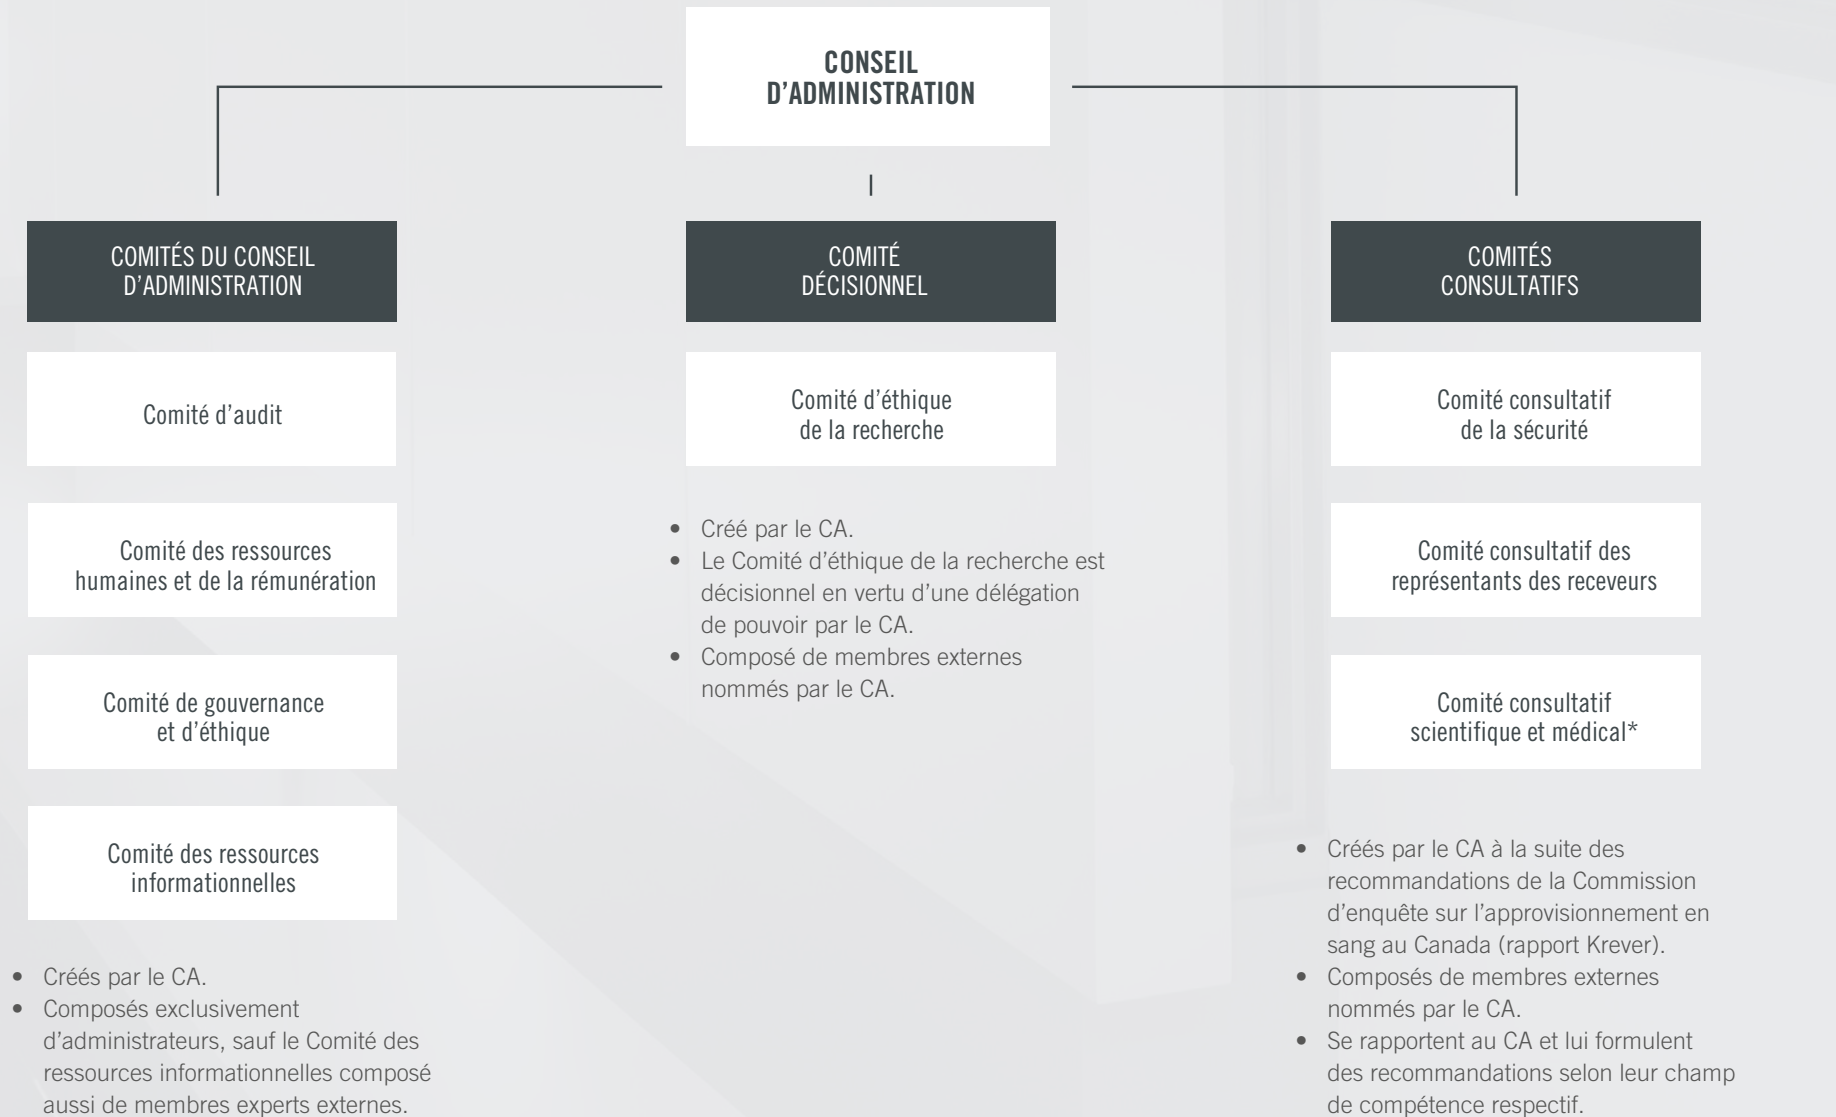 CONSEIL
D’ADMINISTRATION
COMITÉS DU CONSEIL
D’ADMINISTRATION
Comité d’audit
Comité des ressources
humaines et de la rémunération
Comité de gouvernance
et d’éthique
Comité des ressources
informationnelles
• Créés par le CA.
• Composés exclusivement
d’administrateurs, sauf le Comité des
ressources informationnelles composé
aussi de membres experts externes.
COMITÉ
DÉCISIONNEL
Comité d’éthique
de la recherche
• Créé par le CA.
• Le Comité d’éthique de la recherche est
décisionnel en vertu d’une délégation
de pouvoir par le CA.
• Composé de membres externes
nommés par le CA.
COMITÉS
CONSULTATIFS
Comité consultatif
de la sécurité
Comité consultatif des
représentants des receveurs
Comité consultatif
scientifique et médical*
• Créés par le CA à la suite des
recommandations de la Commission
d’enquête sur l’approvisionnement en
sang au Canada (rapport Krever).
• Composés de membres externes
nommés par le CA.
• Se rapportent au CA et lui formulent
des recommandations selon leur champ
de compétence respectif.